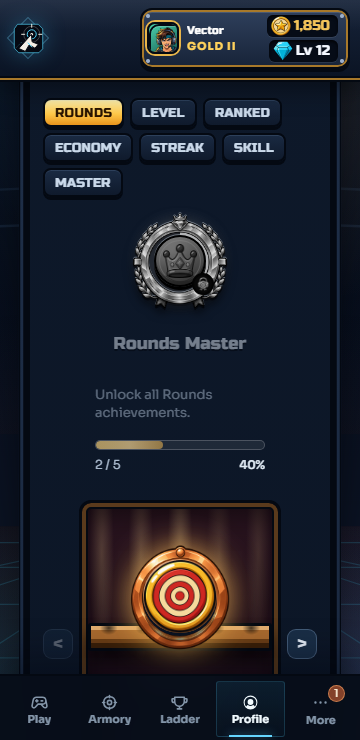 Vector
GOLD II
1,850
Lv 12
ROUNDS
LEVEL
RANKED
ECONOMY
STREAK
SKILL
MASTER
Rounds Master
Unlock all Rounds
achievements.
2 / 5
40%
<
>
Play
Armory
Ladder
Profile
More
1